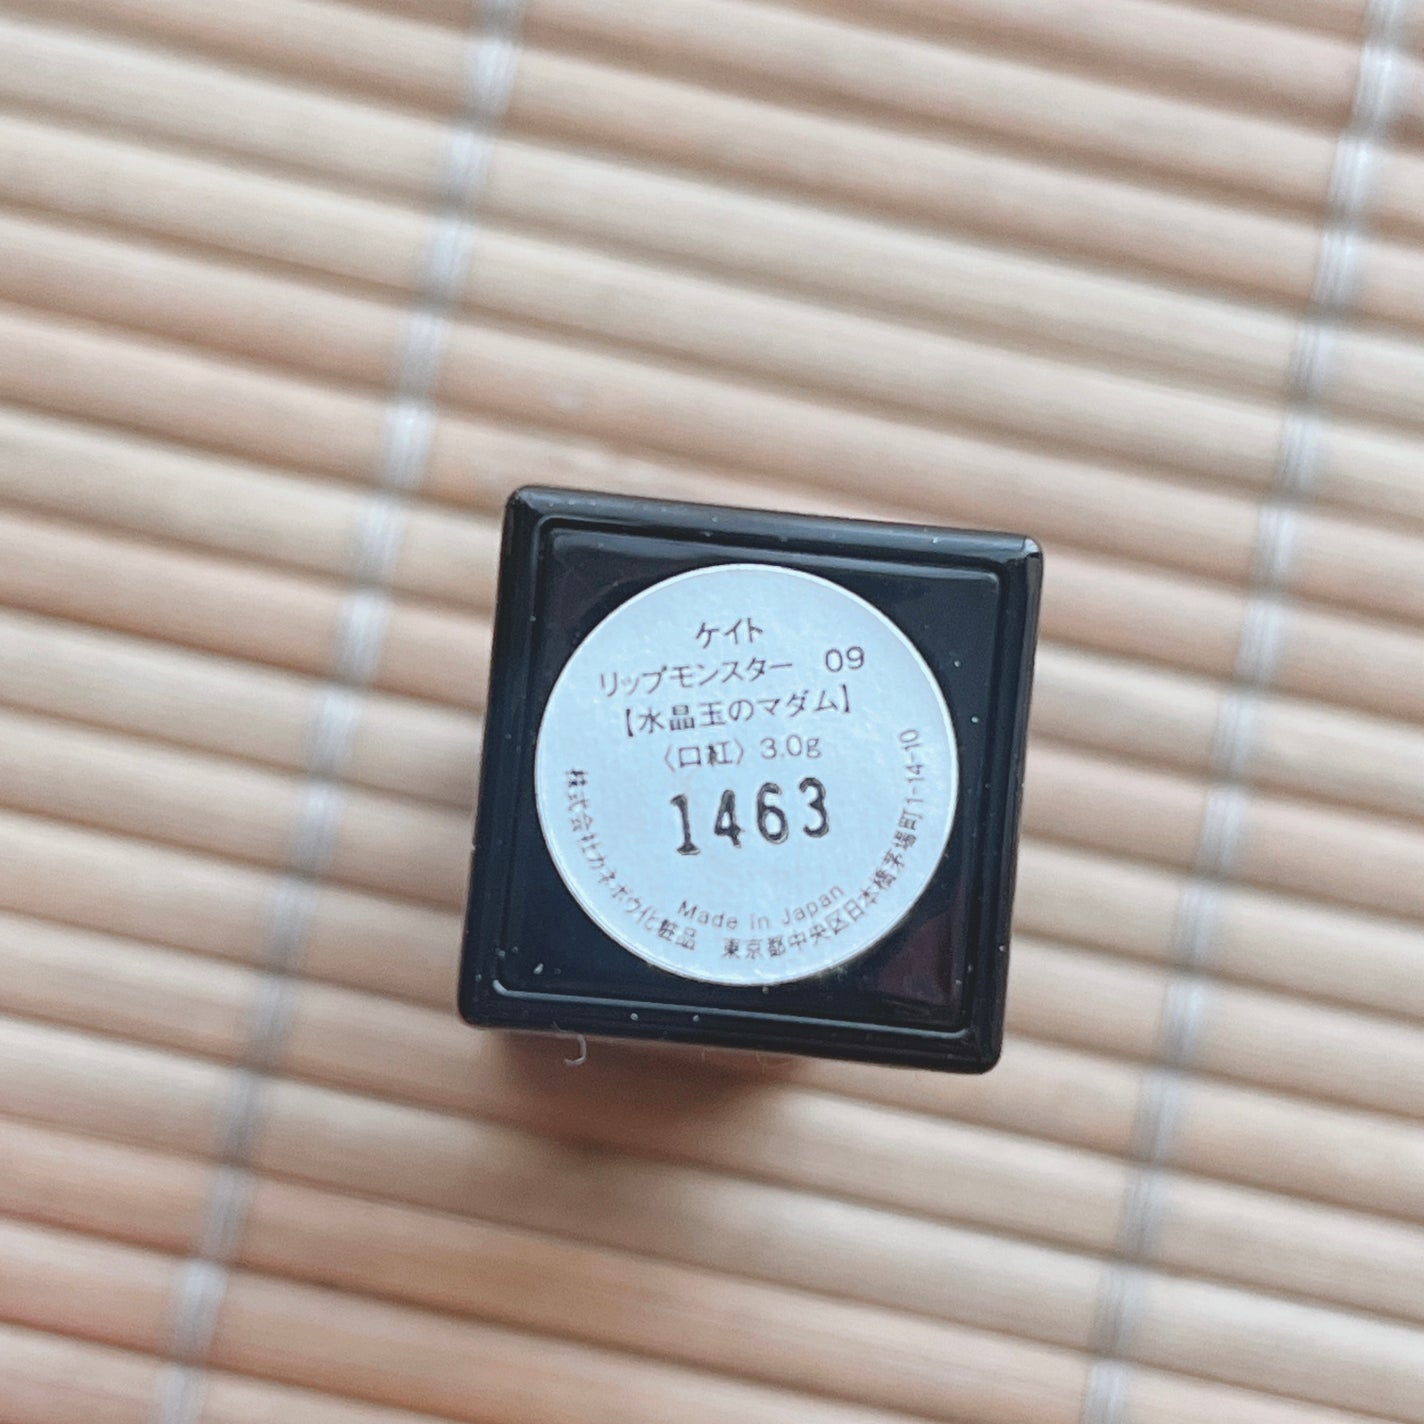 ケイト
リップモンスター 09
【水晶玉のマダム】
〈口紅〉3.0g
1463
Made in Japan
株式会社カネボウ化粧品 東京都中央区日本橋茅場町1-14-10